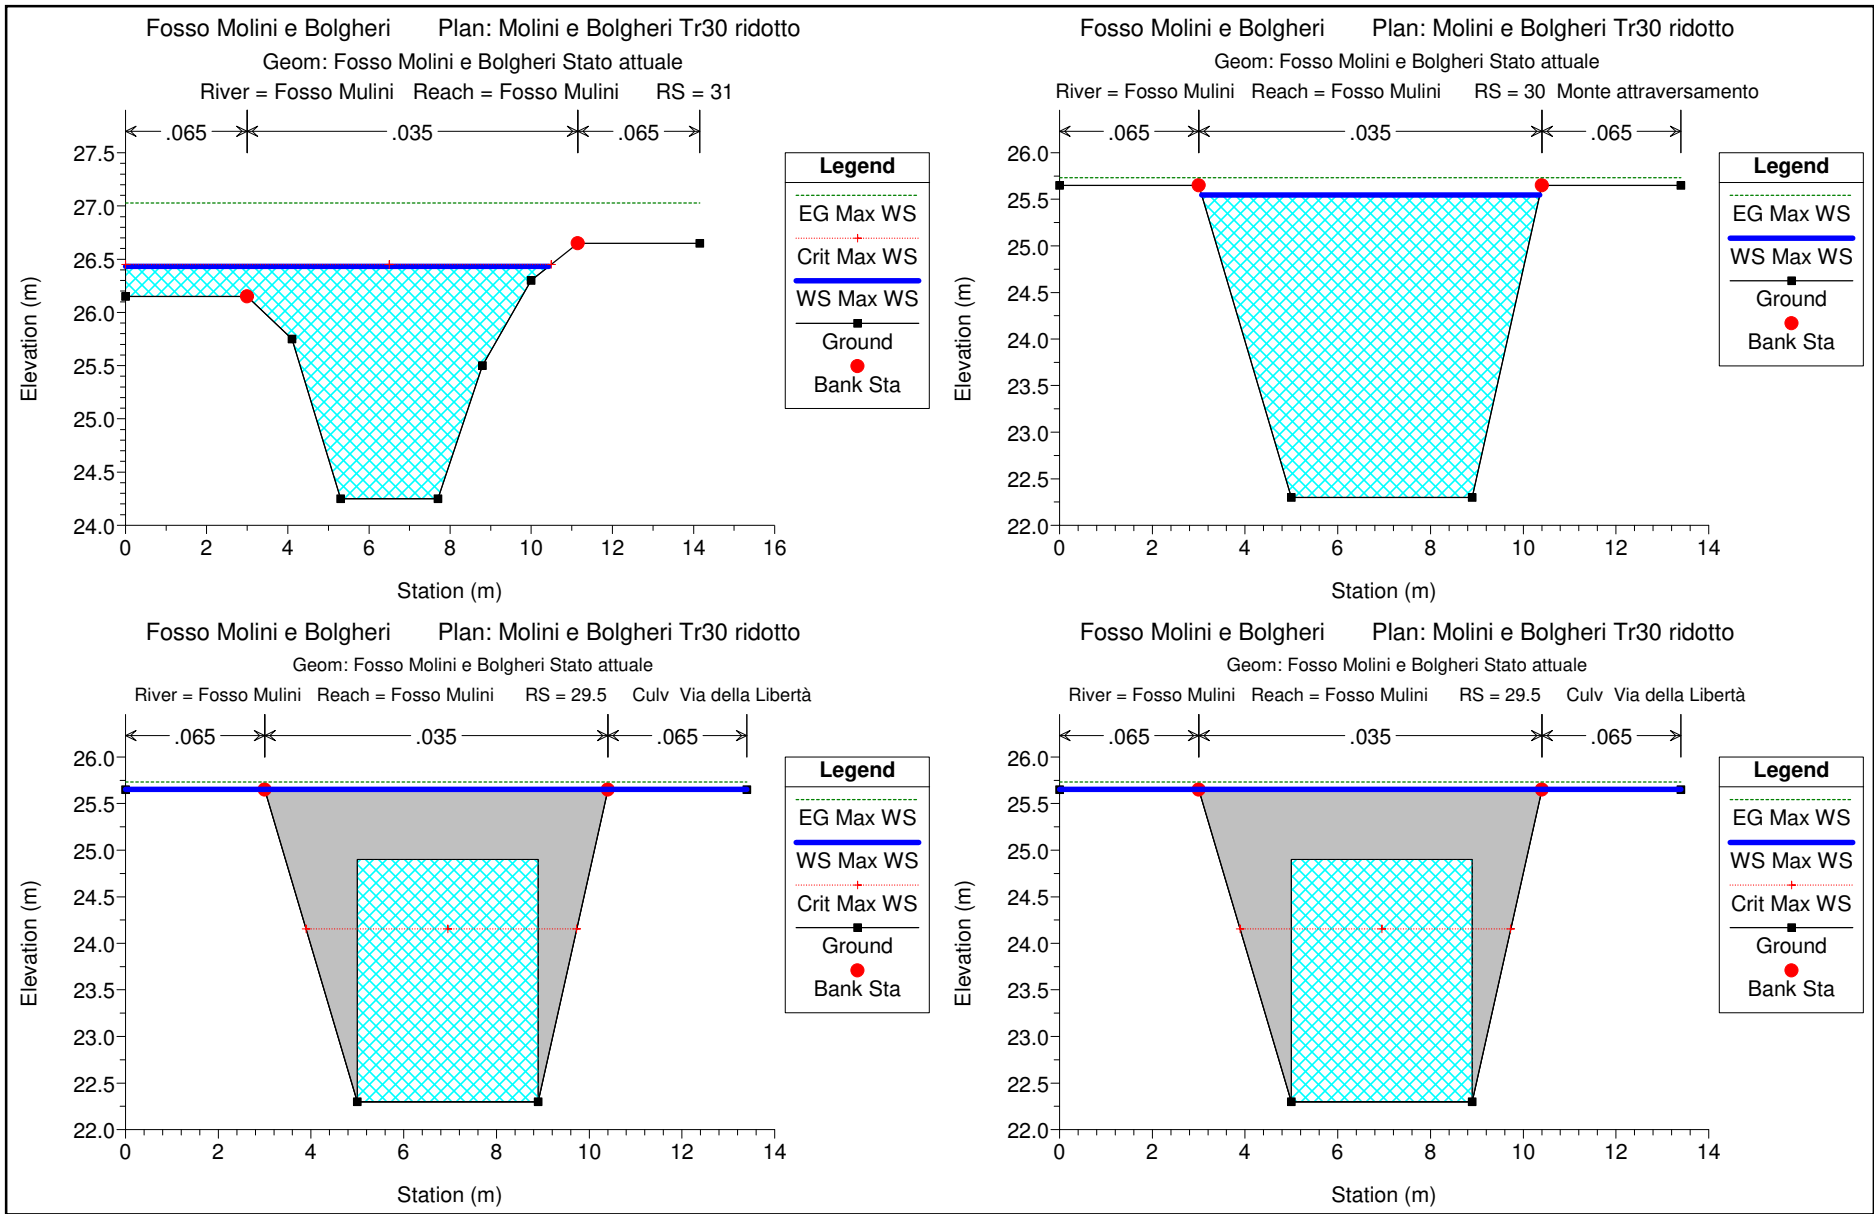 Fosso Molini e Bolgheri Plan: Molini e Bolgheri Tr30 ridotto
Geom: Fosso Molini e Bolgheri Stato attuale
River = Fosso Mulini Reach = Fosso Mulini RS = 31
.065 .035 .065
27.5
27.0
26.5
26.0
25.5
25.0
24.5
24.0
Elevation (m)
0 2 4 6 8 10 12 14 16
Station (m)
Legend
EG Max WS
Crit Max WS
WS Max WS
Ground
Bank Sta
Fosso Molini e Bolgheri Plan: Molini e Bolgheri Tr30 ridotto
Geom: Fosso Molini e Bolgheri Stato attuale
River = Fosso Mulini Reach = Fosso Mulini RS = 30 Monte attraversamento
.065 .035 .065
26.0
25.5
25.0
24.5
24.0
23.5
23.0
22.5
22.0
Elevation (m)
0 2 4 6 8 10 12 14
Station (m)
Legend
EG Max WS
WS Max WS
Ground
Bank Sta
Fosso Molini e Bolgheri Plan: Molini e Bolgheri Tr30 ridotto
Geom: Fosso Molini e Bolgheri Stato attuale
River = Fosso Mulini Reach = Fosso Mulini RS = 29.5 Culv Via della Libertà
.065 .035 .065
26.0
25.5
25.0
24.5
24.0
23.5
23.0
22.5
22.0
Elevation (m)
0 2 4 6 8 10 12 14
Station (m)
Legend
EG Max WS
WS Max WS
Crit Max WS
Ground
Bank Sta
Fosso Molini e Bolgheri Plan: Molini e Bolgheri Tr30 ridotto
Geom: Fosso Molini e Bolgheri Stato attuale
River = Fosso Mulini Reach = Fosso Mulini RS = 29.5 Culv Via della Libertà
.065 .035 .065
26.0
25.5
25.0
24.5
24.0
23.5
23.0
22.5
22.0
Elevation (m)
0 2 4 6 8 10 12 14
Station (m)
Legend
EG Max WS
WS Max WS
Crit Max WS
Ground
Bank Sta